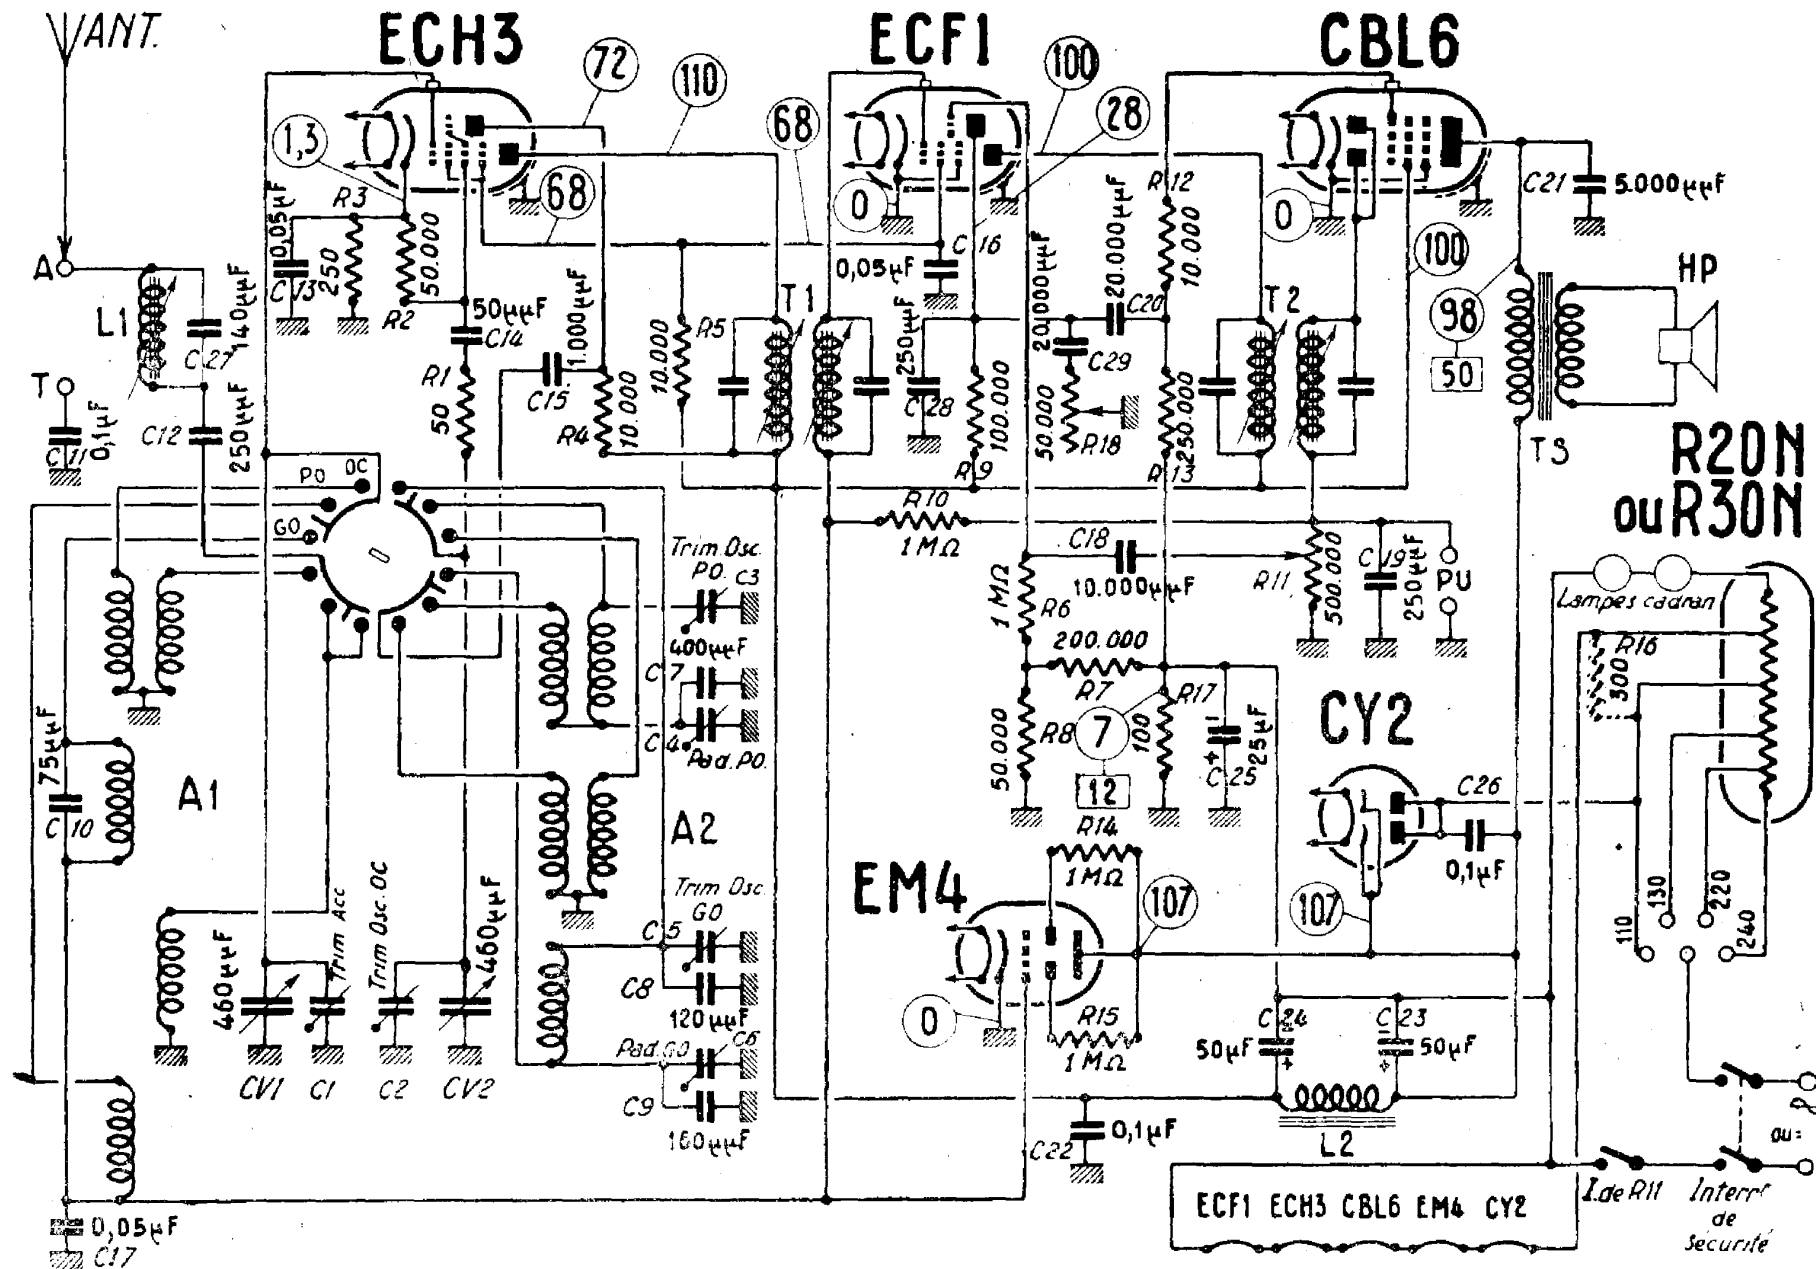 ANT.
ECH3
ECF1
CBL6
72
110
100
28
68
1,3
68
0
0
100
A
T
L1
C27
140µµF
C11
0,1µF
C12
250µµF
0,05µF
C13
R3
250
50.000
R2
50µµF
C14
R1
50
C15
1.000µµF
R4
10.000
R5
10.000
T1
C16
0,05µF
250µµF
C28
100.000
R9
20.000µµF
C29
50.000
R18
20.000µµF
C20
R12
10.000
250.000
R13
T2
C21
5.000µµF
98
50
TS
HP
R20N
ou R30N
PO
OC
GO
R10
1MΩ
C18
10.000µµF
R11
500.000
C19
250µµF
PU
1MΩ
R6
200.000
R7
R8
50.000
7
12
R17
100
C25
25µF
+
-
Trim Osc.
PO.
C3
400µµF
C7
C4
Pad. PO.
75µµF
C10
A1
A2
Trim Osc.
GO
C5
C8
120µµF
Pad. GO
C6
C9
160µµF
460µµF
Trim Acc
Trim Osc. OC
460µµF
CV1
C1
C2
CV2
0,05µF
C17
EM4
R14
1MΩ
107
R15
1MΩ
0
CY2
C26
0,1µF
107
C24
50µF
+
C23
50µF
+
L2
C22
0,1µF
Lampes cadran
R16
300
110
130
220
240
ou =
I. de R11
Interr
de
Sécurité
ECF1 ECH3 CBL6 EM4 CY2